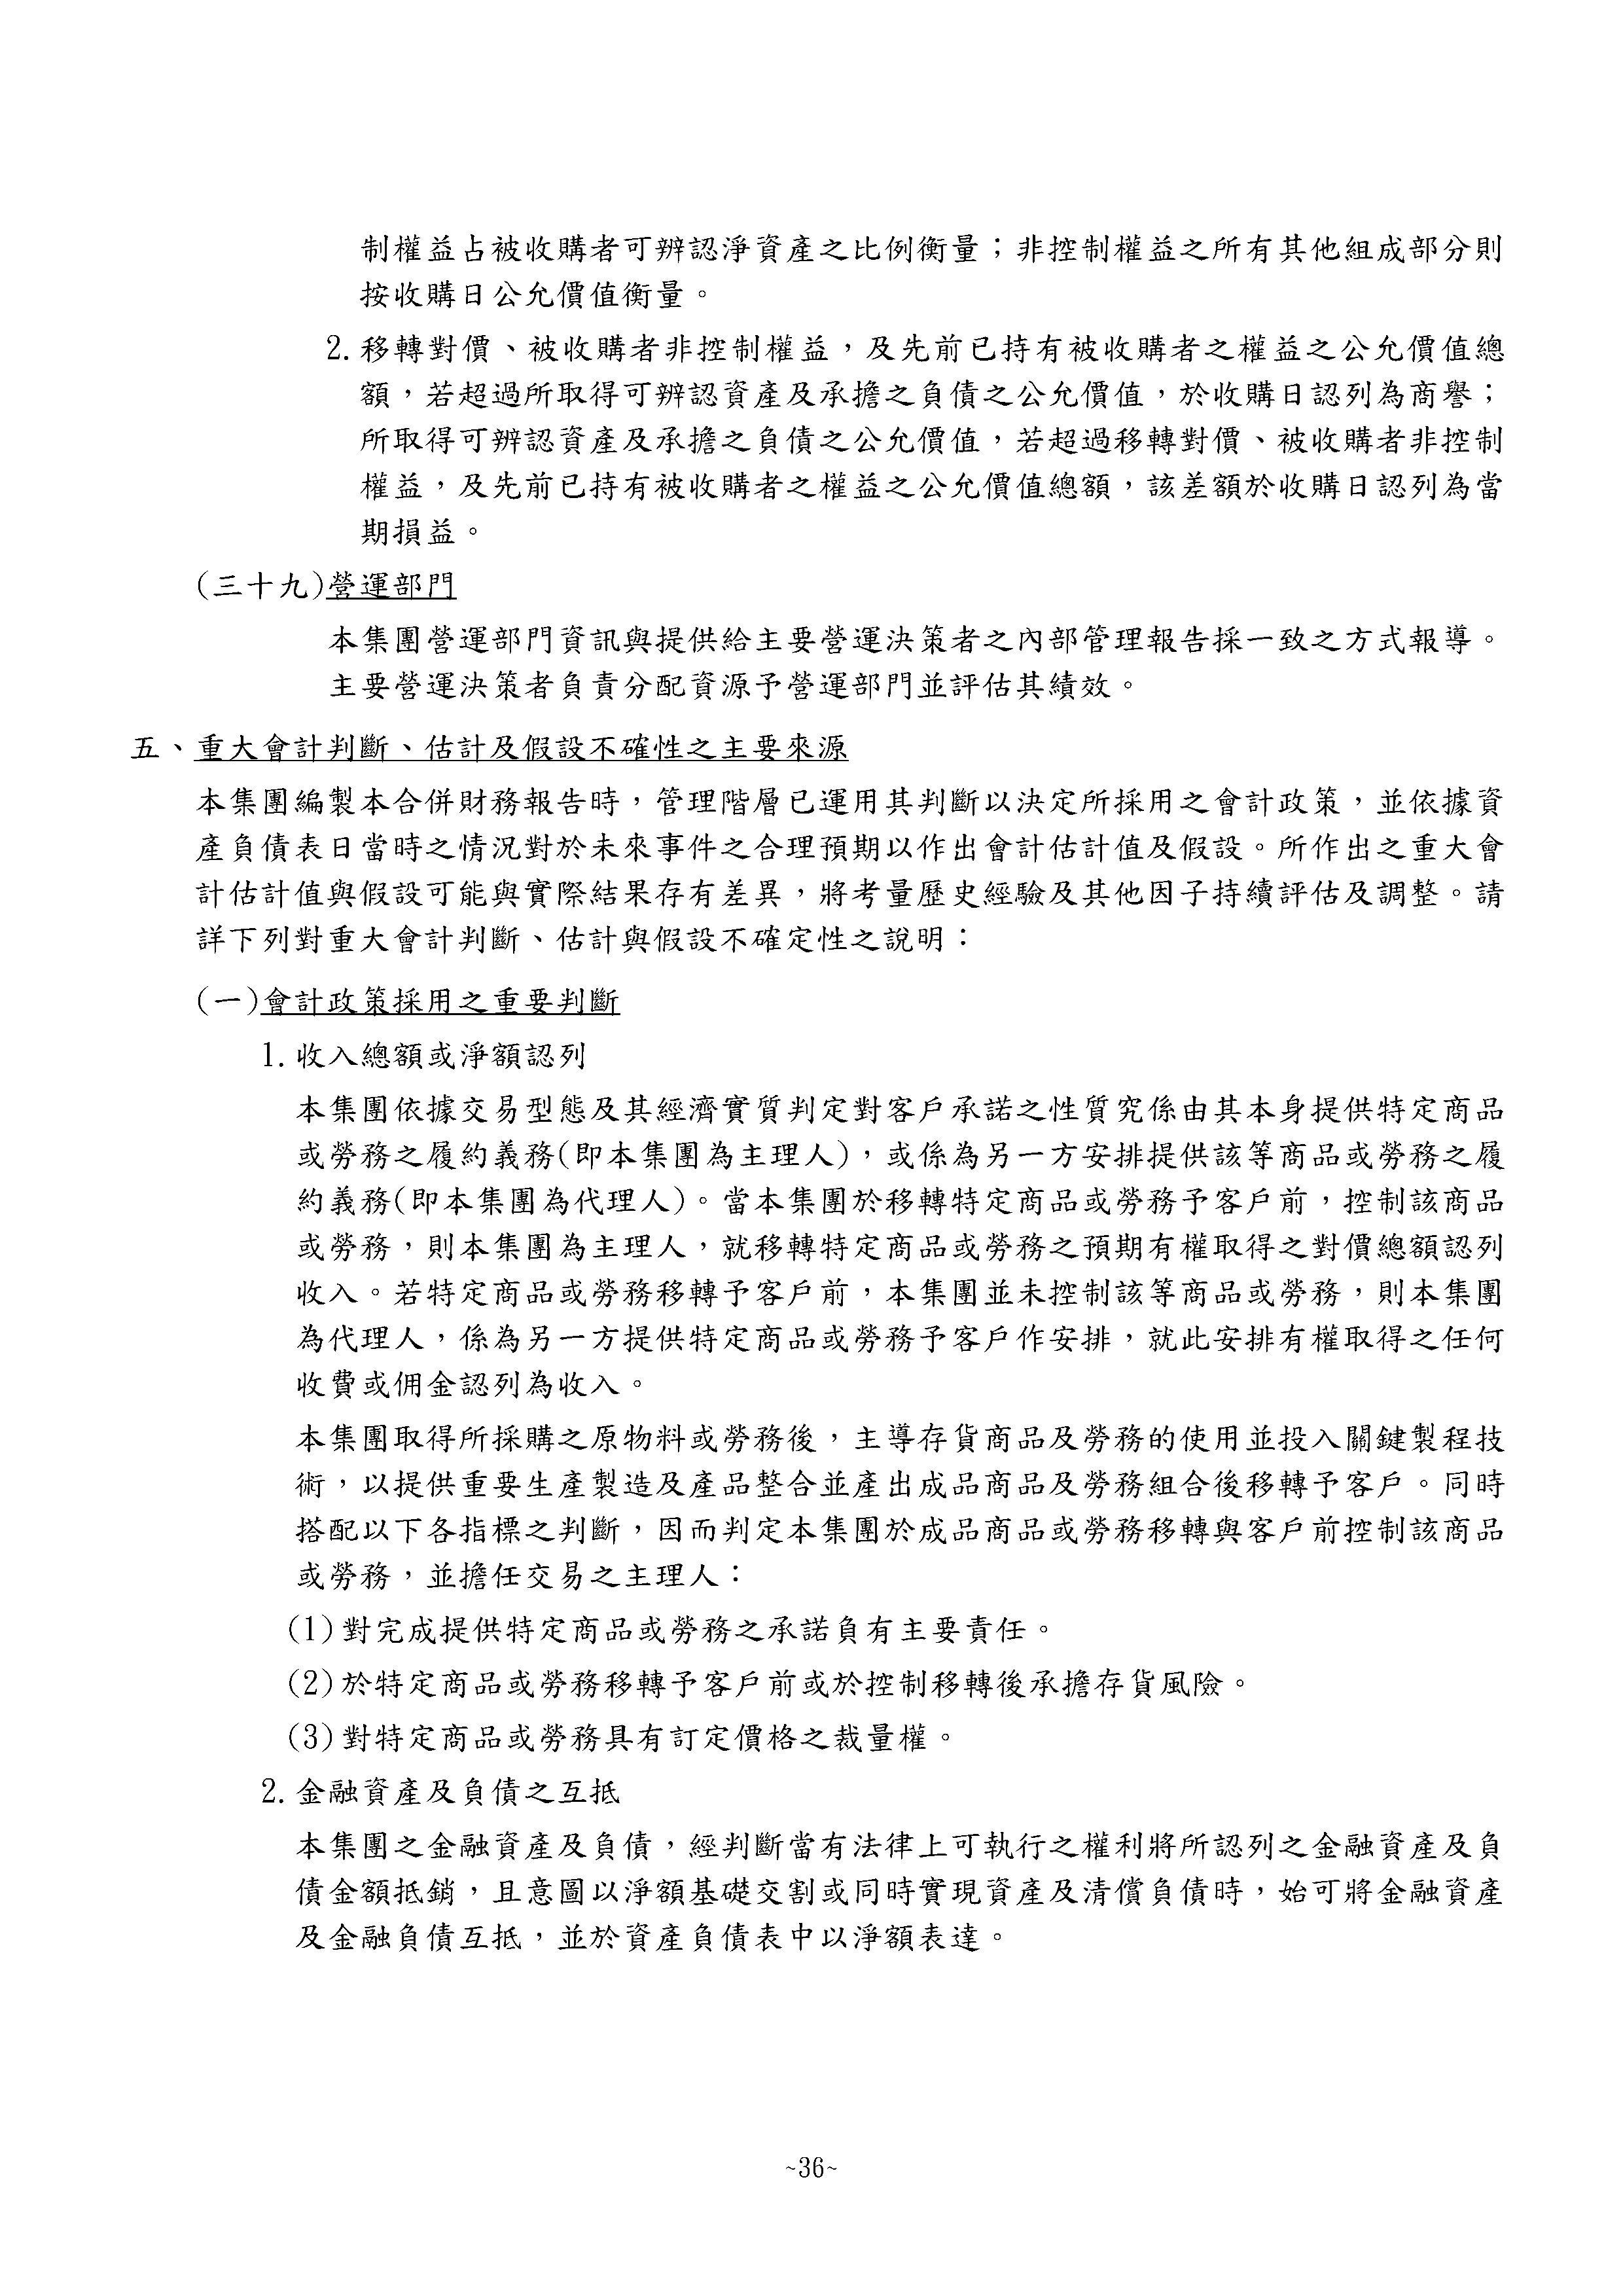 制權益占被收購者可辨認淨資產之比例衡量；非控制權益之所有其他組成部分則
按收購日公允價值衡量。
2.移轉對價、被收購者非控制權益，及先前已持有被收購者之權益之公允價值總
額，若超過所取得可辨認資產及承擔之負債之公允價值，於收購日認列為商譽；
所取得可辨認資產及承擔之負債之公允價值，若超過移轉對價、被收購者非控制
權益，及先前已持有被收購者之權益之公允價值總額，該差額於收購日認列為當
期損益。
(三十九)營運部門
本集團營運部門資訊與提供給主要營運決策者之內部管理報告採一致之方式報導。
主要營運決策者負責分配資源予營運部門並評估其績效。
五、重大會計判斷、估計及假設不確性之主要來源
本集團編製本合併財務報告時，管理階層已運用其判斷以決定所採用之會計政策，並依據資
產負債表日當時之情況對於未來事件之合理預期以作出會計估計值及假設。所作出之重大會
計估計值與假設可能與實際結果存有差異，將考量歷史經驗及其他因子持續評估及調整。請
詳下列對重大會計判斷、估計與假設不確定性之說明：
(一)會計政策採用之重要判斷
1.收入總額或淨額認列
本集團依據交易型態及其經濟實質判定對客戶承諾之性質究係由其本身提供特定商品
或勞務之履約義務(即本集團為主理人)，或係為另一方安排提供該等商品或勞務之履
約義務(即本集團為代理人)。當本集團於移轉特定商品或勞務予客戶前，控制該商品
或勞務，則本集團為主理人，就移轉特定商品或勞務之預期有權取得之對價總額認列
收入。若特定商品或勞務移轉予客戶前，本集團並未控制該等商品或勞務，則本集團
為代理人，係為另一方提供特定商品或勞務予客戶作安排，就此安排有權取得之任何
收費或佣金認列為收入。
本集團取得所採購之原物料或勞務後，主導存貨商品及勞務的使用並投入關鍵製程技
術，以提供重要生產製造及產品整合並產出成品商品及勞務組合後移轉予客戶。同時
搭配以下各指標之判斷，因而判定本集團於成品商品或勞務移轉與客戶前控制該商品
或勞務，並擔任交易之主理人：
(1)對完成提供特定商品或勞務之承諾負有主要責任。
(2)於特定商品或勞務移轉予客戶前或於控制移轉後承擔存貨風險。
(3)對特定商品或勞務具有訂定價格之裁量權。
2.金融資產及負債之互抵
本集團之金融資產及負債，經判斷當有法律上可執行之權利將所認列之金融資產及負
債金額抵銷，且意圖以淨額基礎交割或同時實現資產及清償負債時，始可將金融資產
及金融負債互抵，並於資產負債表中以淨額表達。
~36~